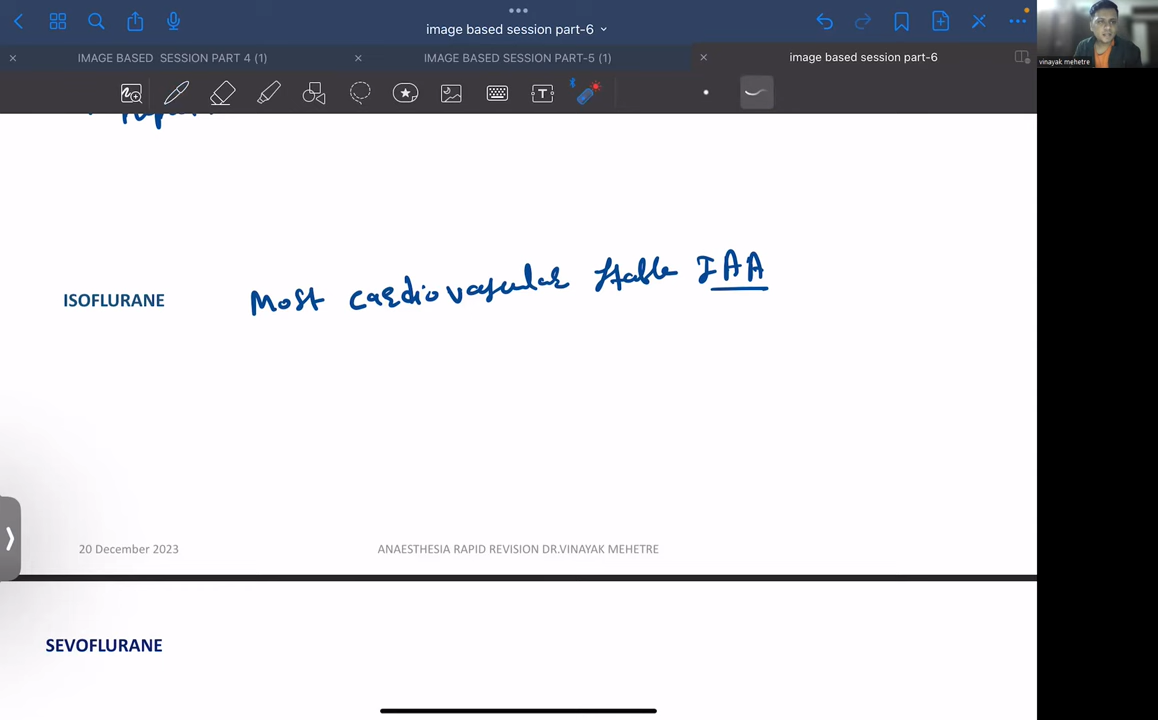 image based session part-6
IMAGE BASED SESSION PART 4 (1)
IMAGE BASED SESSION PART-5 (1)
image based session part-6
vinayak mehetre
Most cardiovascular stable IAA
ISOFLURANE
20 December 2023
ANAESTHESIA RAPID REVISION DR.VINAYAK MEHETRE
SEVOFLURANE